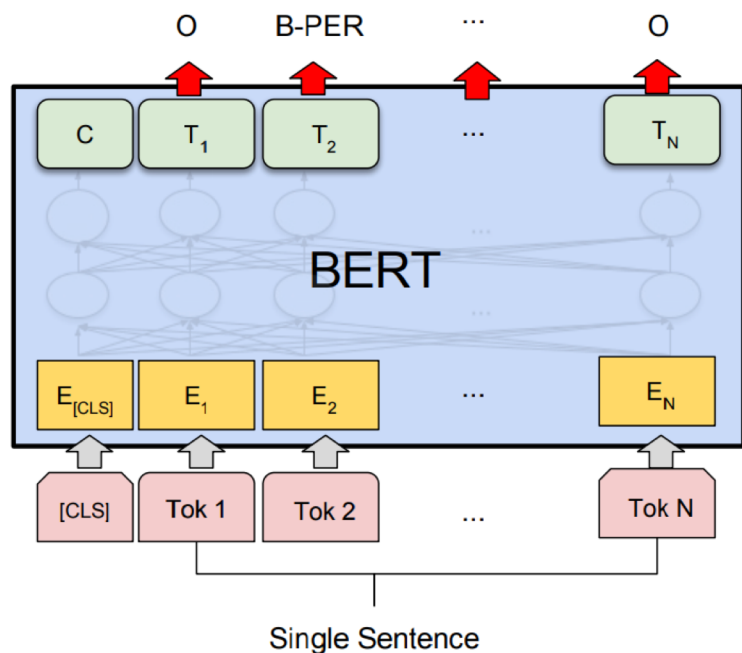 O B-PER ... O
C T1 T2 ... TN
...
BERT
...
E[CLS] E1 E2 ... EN
[CLS] Tok 1 Tok 2 ... Tok N
Single Sentence